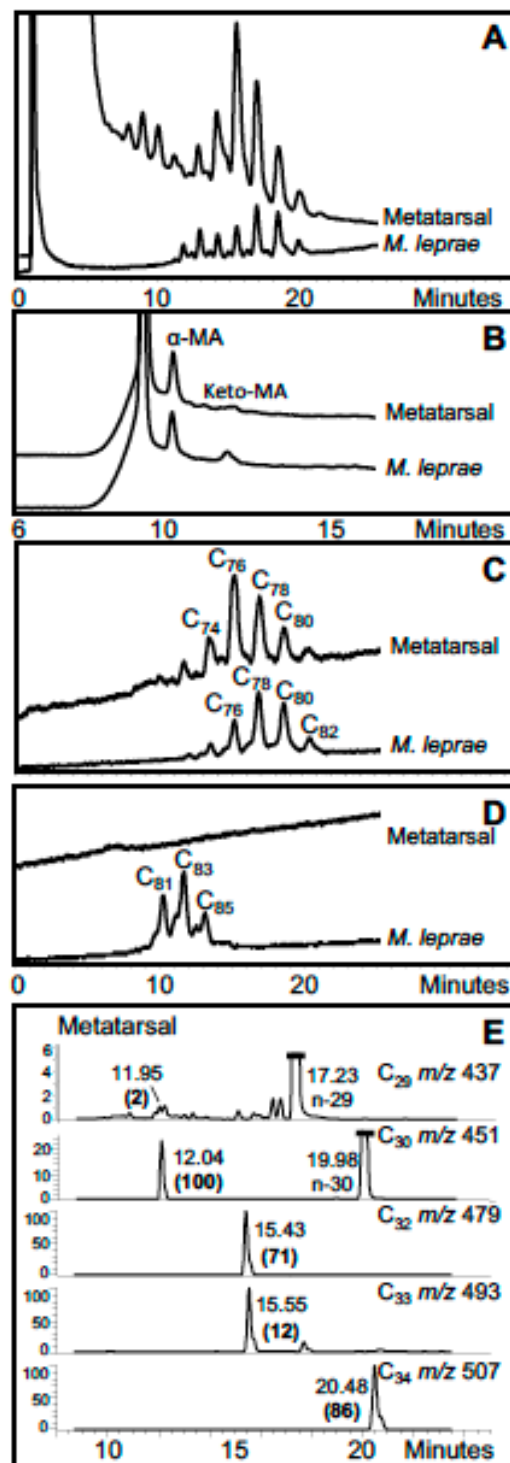 A
Metatarsal
M. leprae
0 10 20 Minutes
B
α-MA
Keto-MA
Metatarsal
M. leprae
6 10 15 Minutes
C
C76
C78
C74
C80
Metatarsal
C78
C76
C80
C82
M. leprae
D
Metatarsal
C83
C81
C85
M. leprae
0 10 20 Minutes
E
Metatarsal
6
4
2
0
11.95
(2)
17.23
n-29
C29 m/z 437
20
10
0
12.04
(100)
19.98
n-30
C30 m/z 451
100
50
0
15.43
(71)
C32 m/z 479
100
50
0
15.55
(12)
C33 m/z 493
100
50
0
20.48
(86)
C34 m/z 507
10 15 20 Minutes